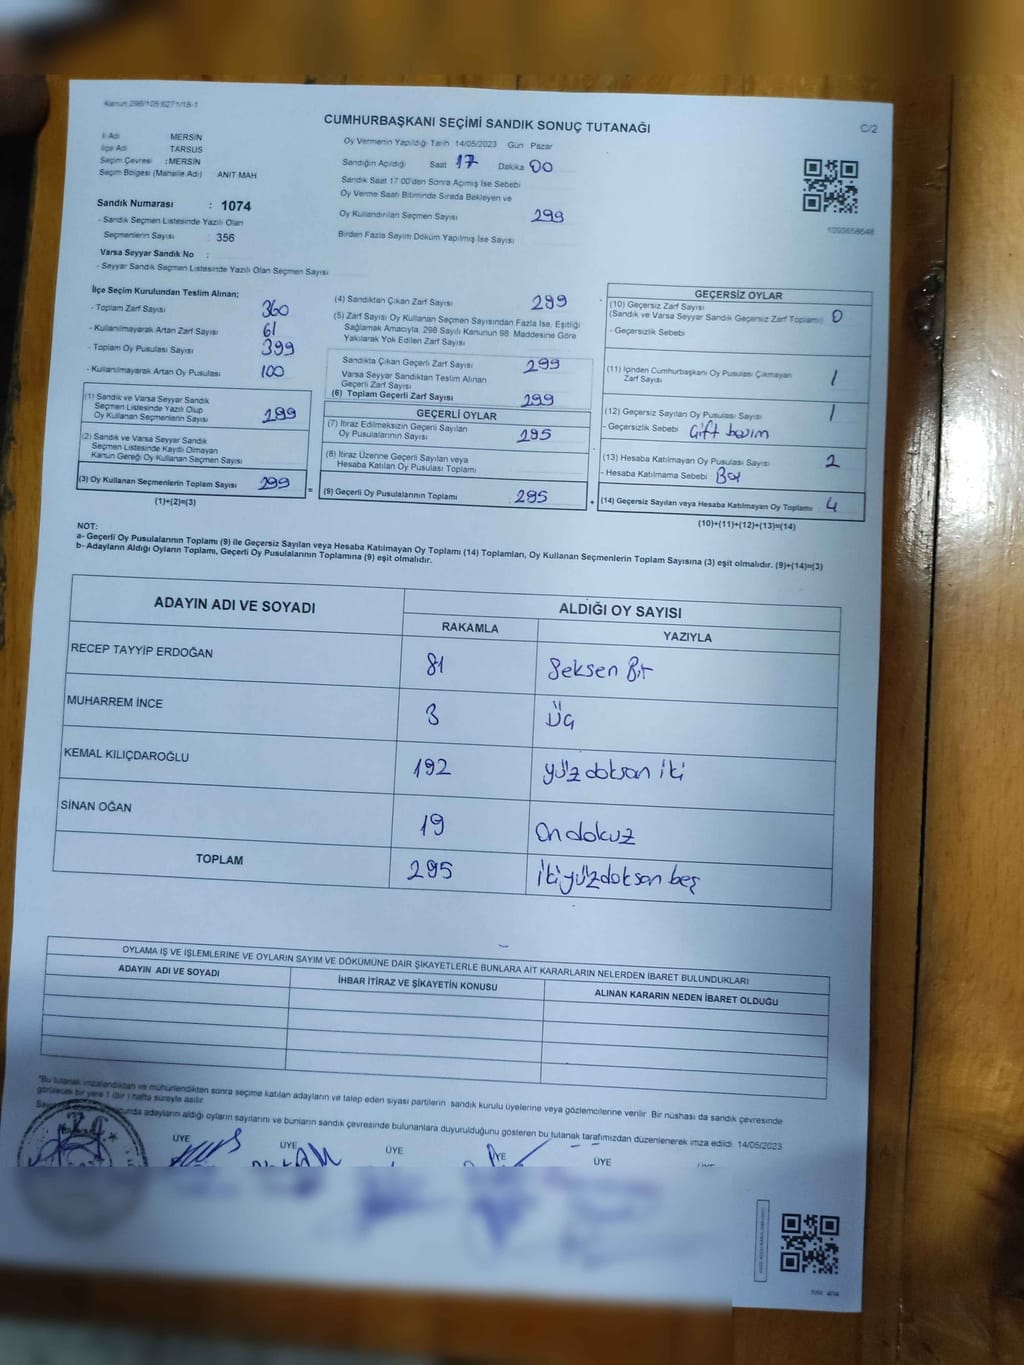 Kanun 298/105 6271/18-1
CUMHURBAŞKANI SEÇİMİ SANDIK SONUÇ TUTANAĞI
C/2
İl Adı MERSİN
İlçe Adı TARSUS
Seçim Çevresi : MERSİN
Seçim Bölgesi (Mahalle Adı) ANIT MAH
Sandık Numarası : 1074
- Sandık Seçmen Listesinde Yazılı Olan
Seçmenlerin Sayısı : 356
Varsa Seyyar Sandık No :
- Seyyar Sandık Seçmen Listesinde Yazılı Olan Seçmen Sayısı
Oy Vermenin Yapıldığı Tarih 14/05/2023 Gün Pazar
Sandığın Açıldığı Saat 17 Dakika 00
Sandık Saat 17:00'den Sonra Açılmış İse Sebebi
Oy Verme Saati Bitiminde Sırada Bekleyen ve
Oy Kullandırılan Seçmen Sayısı 299
Birden Fazla Sayım Döküm Yapılmış İse Sayısı
İlçe Seçim Kurulundan Teslim Alınan;
- Toplam Zarf Sayısı 360
- Kullanılmayarak Artan Zarf Sayısı 61
- Toplam Oy Pusulası Sayısı 399
- Kullanılmayarak Artan Oy Pusulası 100
(1) Sandık ve Varsa Seyyar Sandık
Seçmen Listesinde Yazılı Olup
Oy Kullanan Seçmenlerin Sayısı 299
(2) Sandık ve Varsa Seyyar Sandık
Seçmen Listesinde Kayıtlı Olmayan
Kanun Gereği Oy Kullanan Seçmen Sayısı
(3) Oy Kullanan Seçmenlerin Toplam Sayısı 299
(1)+(2)=(3)
(4) Sandıktan Çıkan Zarf Sayısı 299
(5) Zarf Sayısı Oy Kullanan Seçmen Sayısından Fazla İse, Eşitliği
Sağlamak Amacıyla, 298 Sayılı Kanunun 98. Maddesine Göre
Yakılarak Yok Edilen Zarf Sayısı
Sandıkta Çıkan Geçerli Zarf Sayısı 299
Varsa Seyyar Sandıktan Teslim Alınan
Geçerli Zarf Sayısı
(6) Toplam Geçerli Zarf Sayısı 299
GEÇERLİ OYLAR
(7) İtiraz Edilmeksizin Geçerli Sayılan
Oy Pusulalarının Sayısı 295
(8) İtiraz Üzerine Geçerli Sayılan veya
Hesaba Katılan Oy Pusulası Toplamı
= (9) Geçerli Oy Pusulalarının Toplamı 295 +
GEÇERSİZ OYLAR
(10) Geçersiz Zarf Sayısı
(Sandık ve Varsa Seyyar Sandık Geçersiz Zarf Toplamı) 0
- Geçersizlik Sebebi
(11) İçinden Cumhurbaşkanı Oy Pusulası Çıkmayan
Zarf Sayısı 1
(12) Geçersiz Sayılan Oy Pusulası Sayısı 1
- Geçersizlik Sebebi Çift basım
(13) Hesaba Katılmayan Oy Pusulası Sayısı 2
- Hesaba Katılmama Sebebi Boş
(14) Geçersiz Sayılan veya Hesaba Katılmayan Oy Toplamı 4
(10)+(11)+(12)+(13)=(14)
NOT:
a- Geçerli Oy Pusulalarının Toplamı (9) ile Geçersiz Sayılan veya Hesaba Katılmayan Oy Toplamı (14) Toplamları, Oy Kullanan Seçmenlerin Toplam Sayısına (3) eşit olmalıdır. (9)+(14)=(3)
b- Adayların Aldığı Oyların Toplamı, Geçerli Oy Pusulalarının Toplamına (9) eşit olmalıdır.
ADAYIN ADI VE SOYADI ALDIĞI OY SAYISI
RAKAMLA YAZIYLA
RECEP TAYYİP ERDOĞAN 81 Seksen Bir
MUHARREM İNCE 3 Üç
KEMAL KILIÇDAROĞLU 192 yüz doksan iki
SİNAN OĞAN 19 on dokuz
TOPLAM 295 İkiyüzdoksan beş
OYLAMA İŞ VE İŞLEMLERİNE VE OYLARIN SAYIM VE DÖKÜMÜNE DAİR ŞİKAYETLERLE BUNLARA AİT KARARLARIN NELERDEN İBARET BULUNDUKLARI
ADAYIN ADI VE SOYADI İHBAR İTİRAZ VE ŞİKAYETİN KONUSU ALINAN KARARIN NEDEN İBARET OLDUĞU
"Bu tutanak imzalandıktan ve mühürlendikten sonra seçime katılan adayların ve talep eden siyasi partilerin sandık kurulu üyelerine veya gözlemcilerine verilir. Bir nüshası da sandık çevresinde
görülecek bir yere 1 (bir) hafta süreyle asılır.
adayların aldığı oyların sayılarını ve bunların sandık çevresinde bulunanlara duyurulduğunu gösteren bu tutanak tarafımızdan düzenlenerek imza edildi 14/05/2023
ÜYE ÜYE ÜYE ÜYE ÜYE